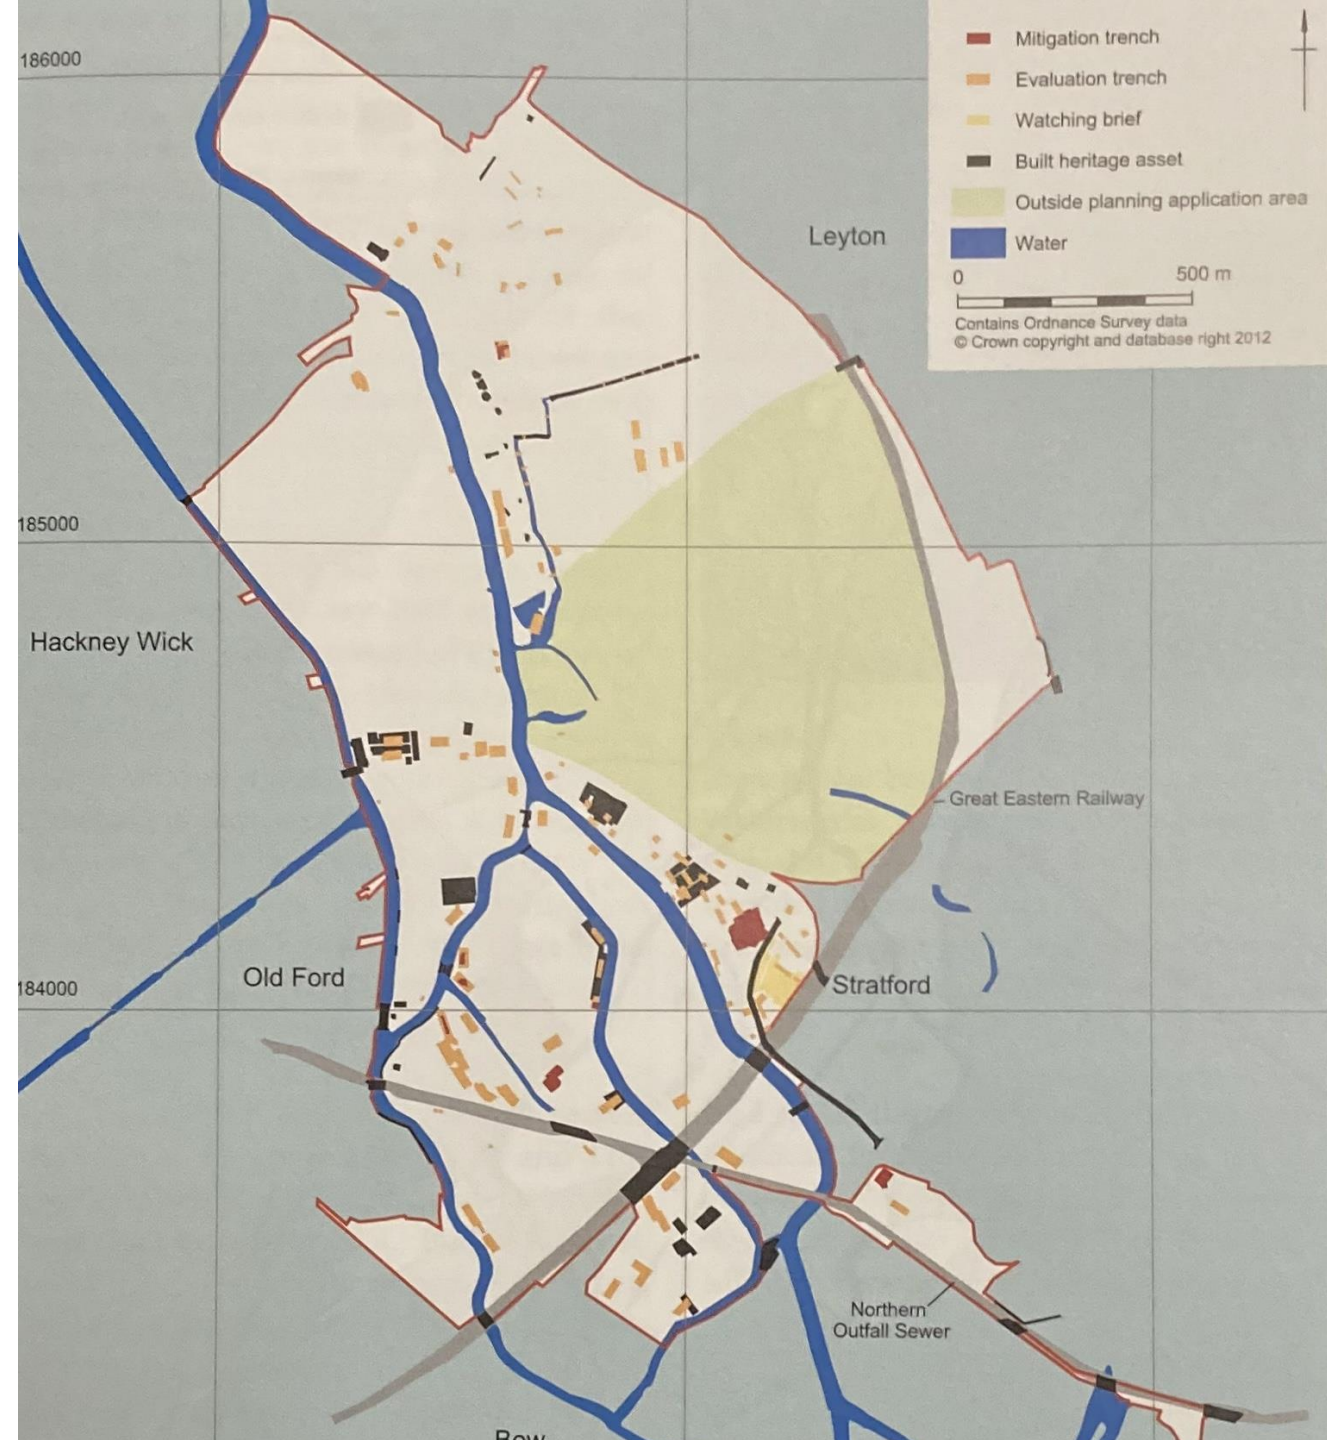 186000
Mitigation trench
Evaluation trench
Watching brief
Built heritage asset
Outside planning application area
Water
0 500 m
Contains Ordnance Survey data
© Crown copyright and database right 2012
Leyton
185000
Hackney Wick
Great Eastern Railway
Old Ford
184000
Stratford
Northern
Outfall Sewer